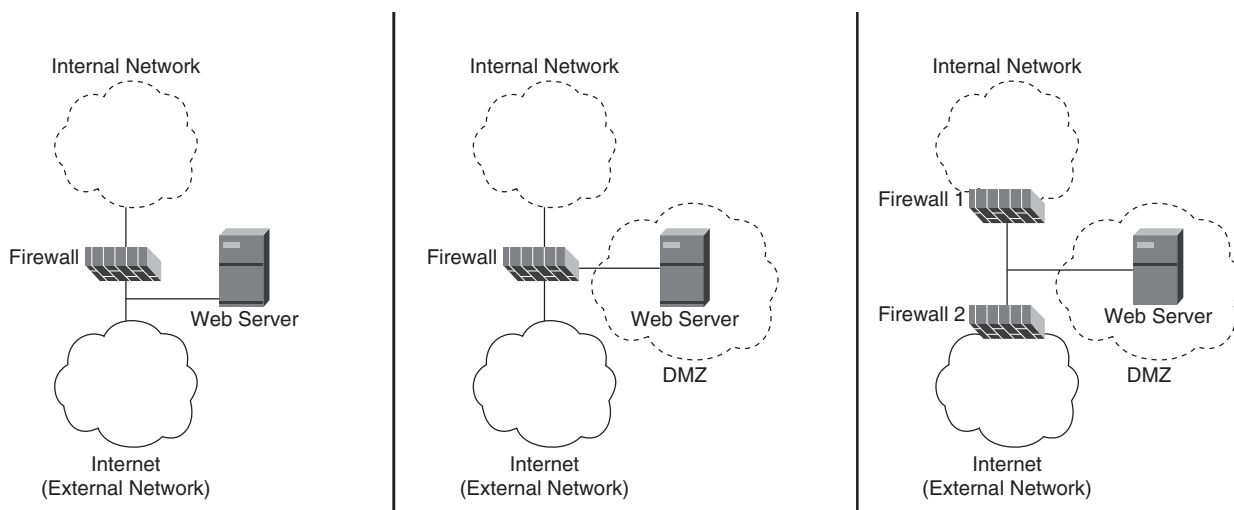 Internal Network
Firewall
Web Server
Internet
(External Network)
Internal Network
Firewall
Web Server
DMZ
Internet
(External Network)
Internal Network
Firewall 1
Firewall 2
Web Server
DMZ
Internet
(External Network)